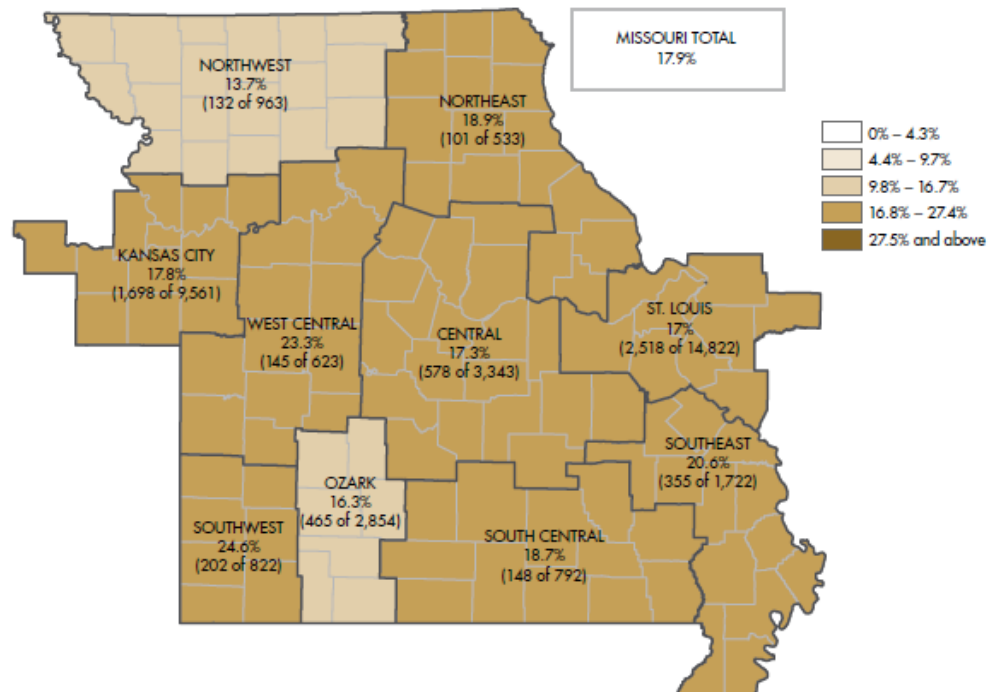 MISSOURI TOTAL
17.9%
NORTHWEST
13.7%
(132 of 963)
NORTHEAST
18.9%
(101 of 533)
0% – 4.3%
4.4% – 9.7%
9.8% – 16.7%
16.8% – 27.4%
27.5% and above
KANSAS CITY
17.8%
(1,698 of 9,561)
WEST CENTRAL
23.3%
(145 of 623)
CENTRAL
17.3%
(578 of 3,343)
ST. LOUIS
17%
(2,518 of 14,822)
SOUTHEAST
20.6%
(355 of 1,722)
OZARK
16.3%
(465 of 2,854)
SOUTHWEST
24.6%
(202 of 822)
SOUTH CENTRAL
18.7%
(148 of 792)